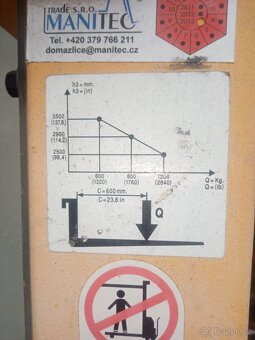 TRADE S.R.O.
MANITEC
Tel. +420 379 766 211
domazlice@manitec.cz
2011
2012
2013
h3 = mm.
h3 = (in)
3500
(137,8)
2900
(114,2)
2500
(98,4)
600
(1320)
800
(1760)
1200
(2640)
Q = Kg.
Q = (lb)
C = 600 mm.
C = 23,6 in
Q